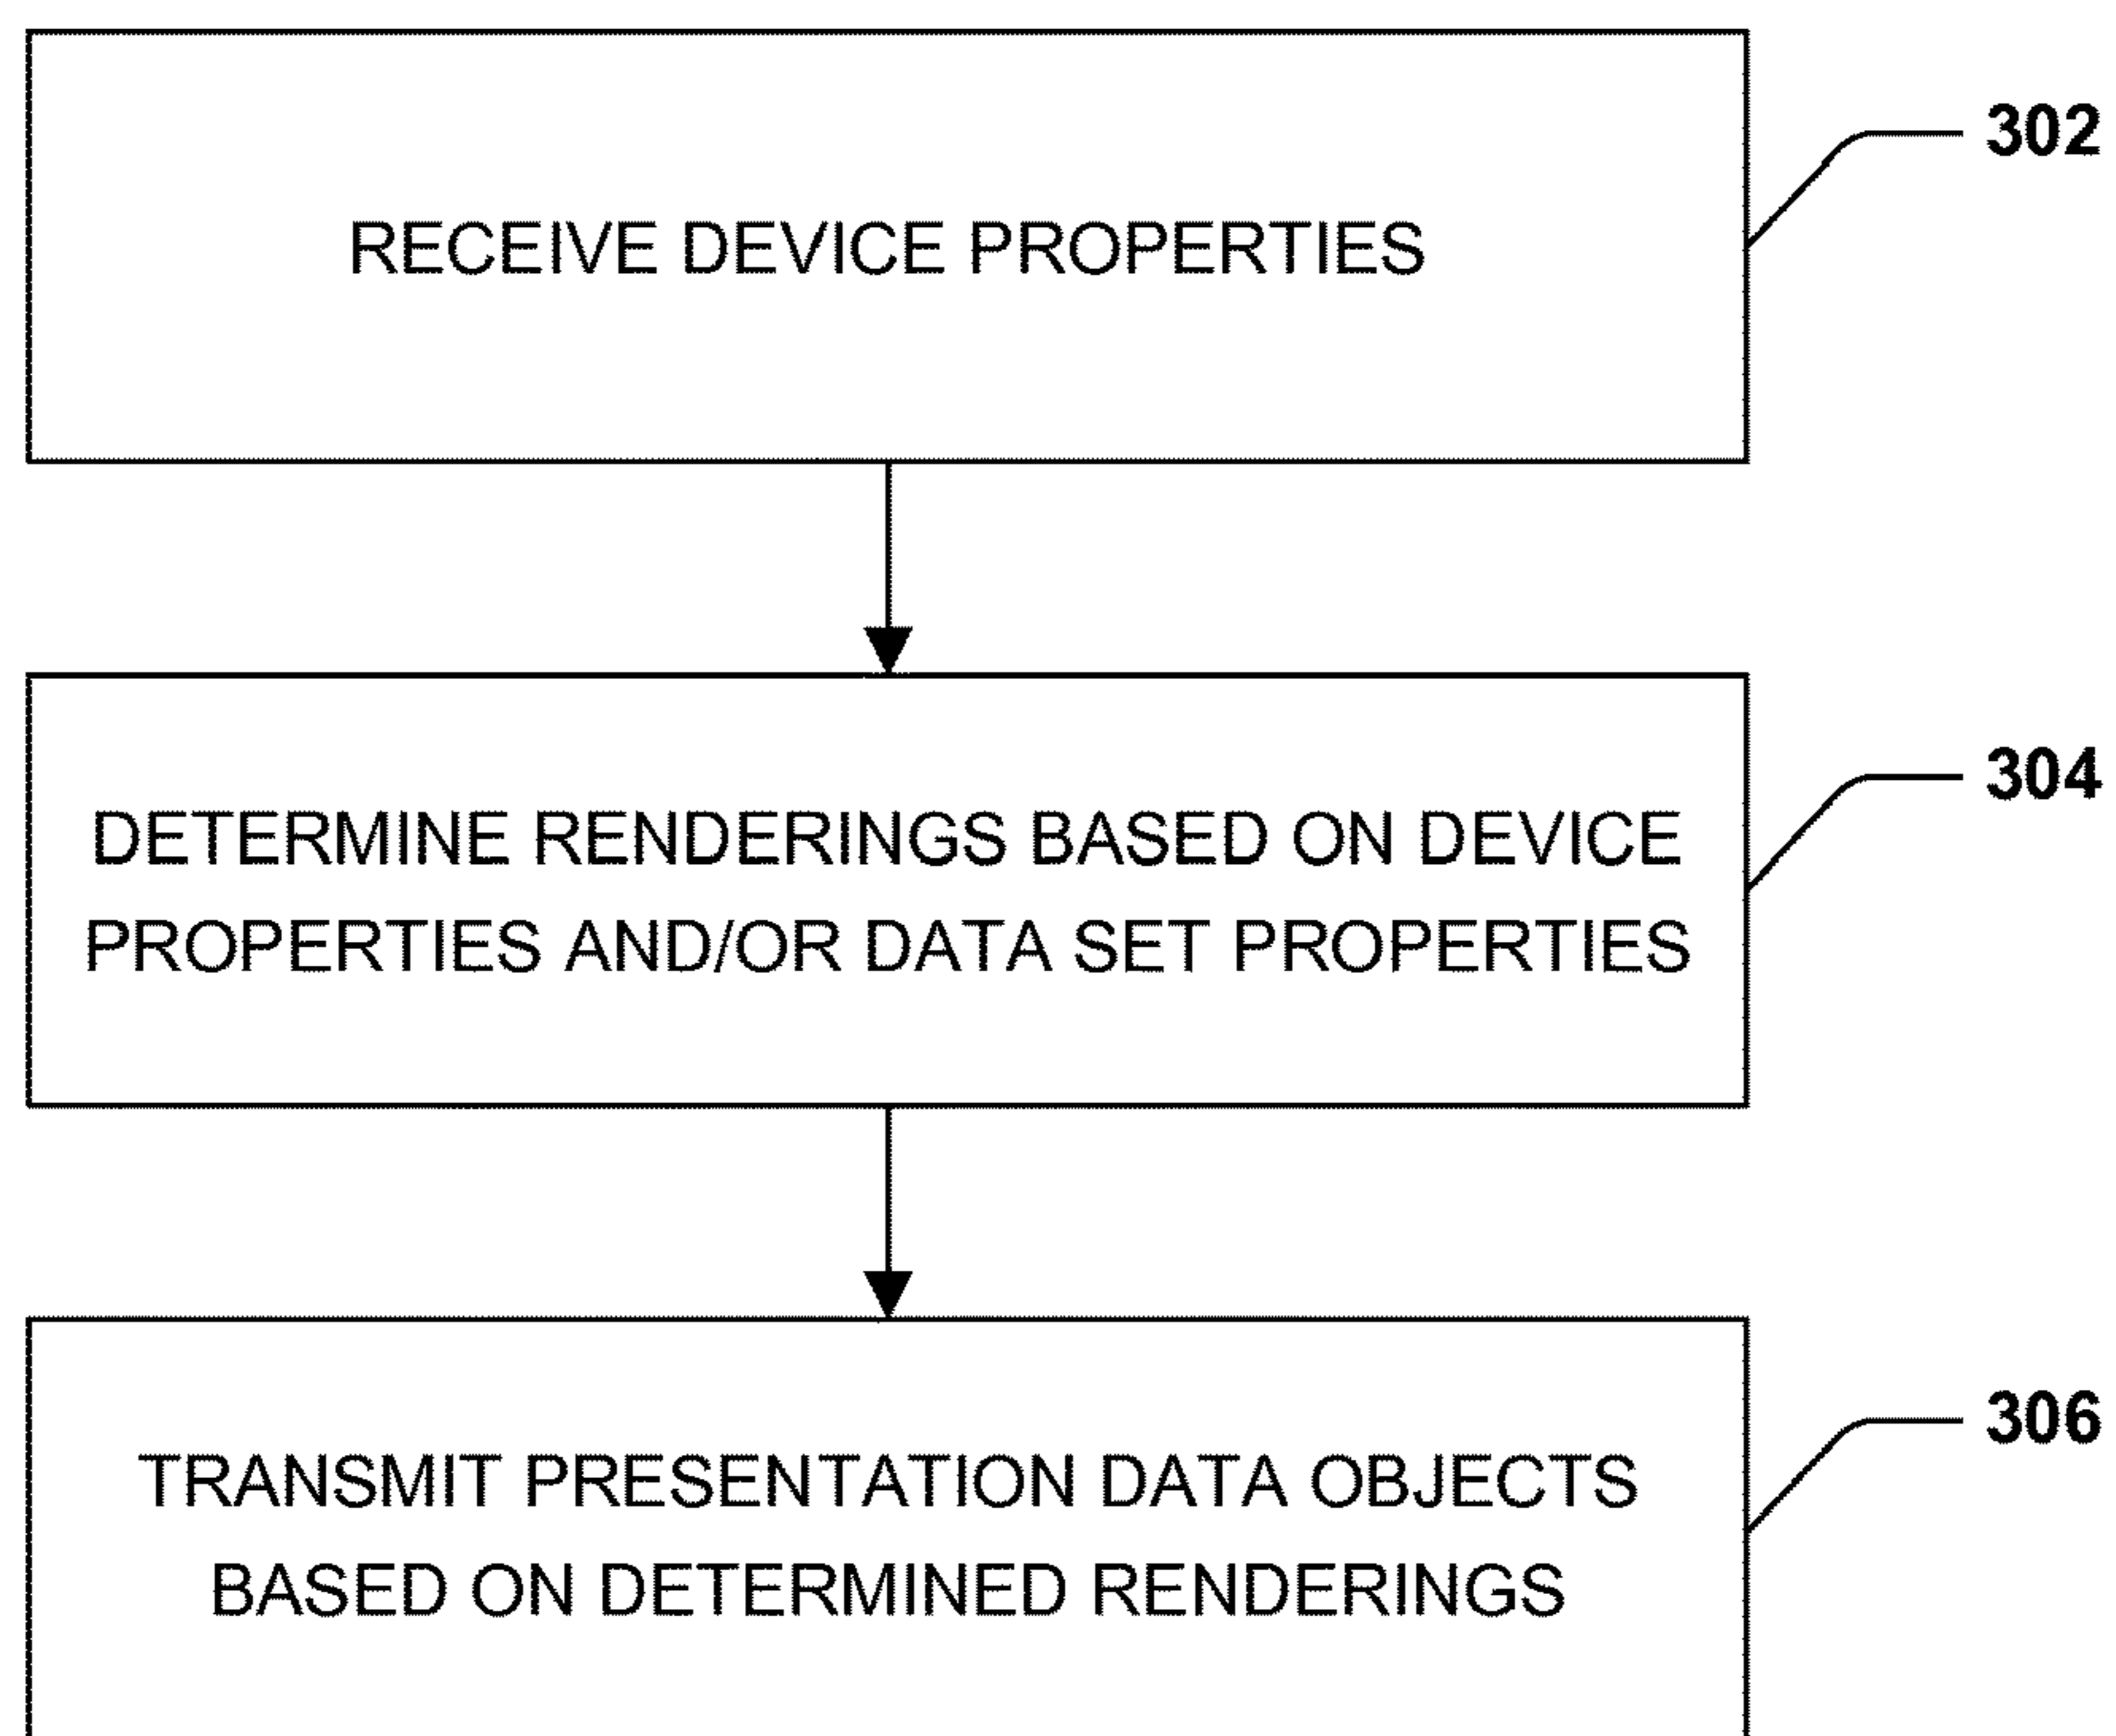 RECEIVE DEVICE PROPERTIES
302
DETERMINE RENDERINGS BASED ON DEVICE
PROPERTIES AND/OR DATA SET PROPERTIES
304
TRANSMIT PRESENTATION DATA OBJECTS
BASED ON DETERMINED RENDERINGS
306